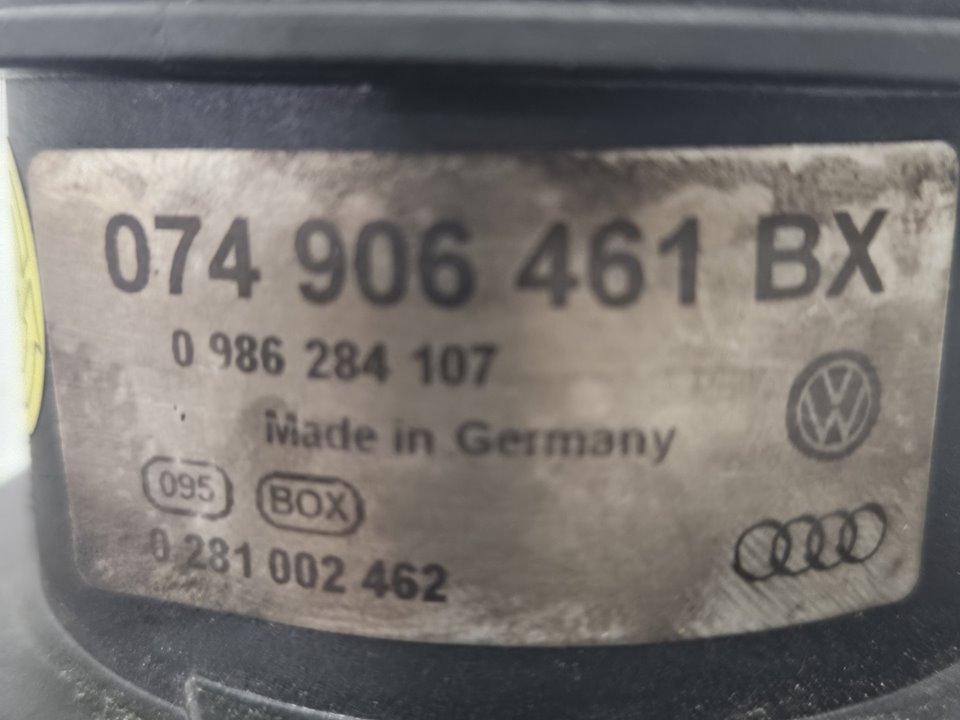 074 906 461 BX
0 986 284 107
Made in Germany
095 BOX
0 281 002 462